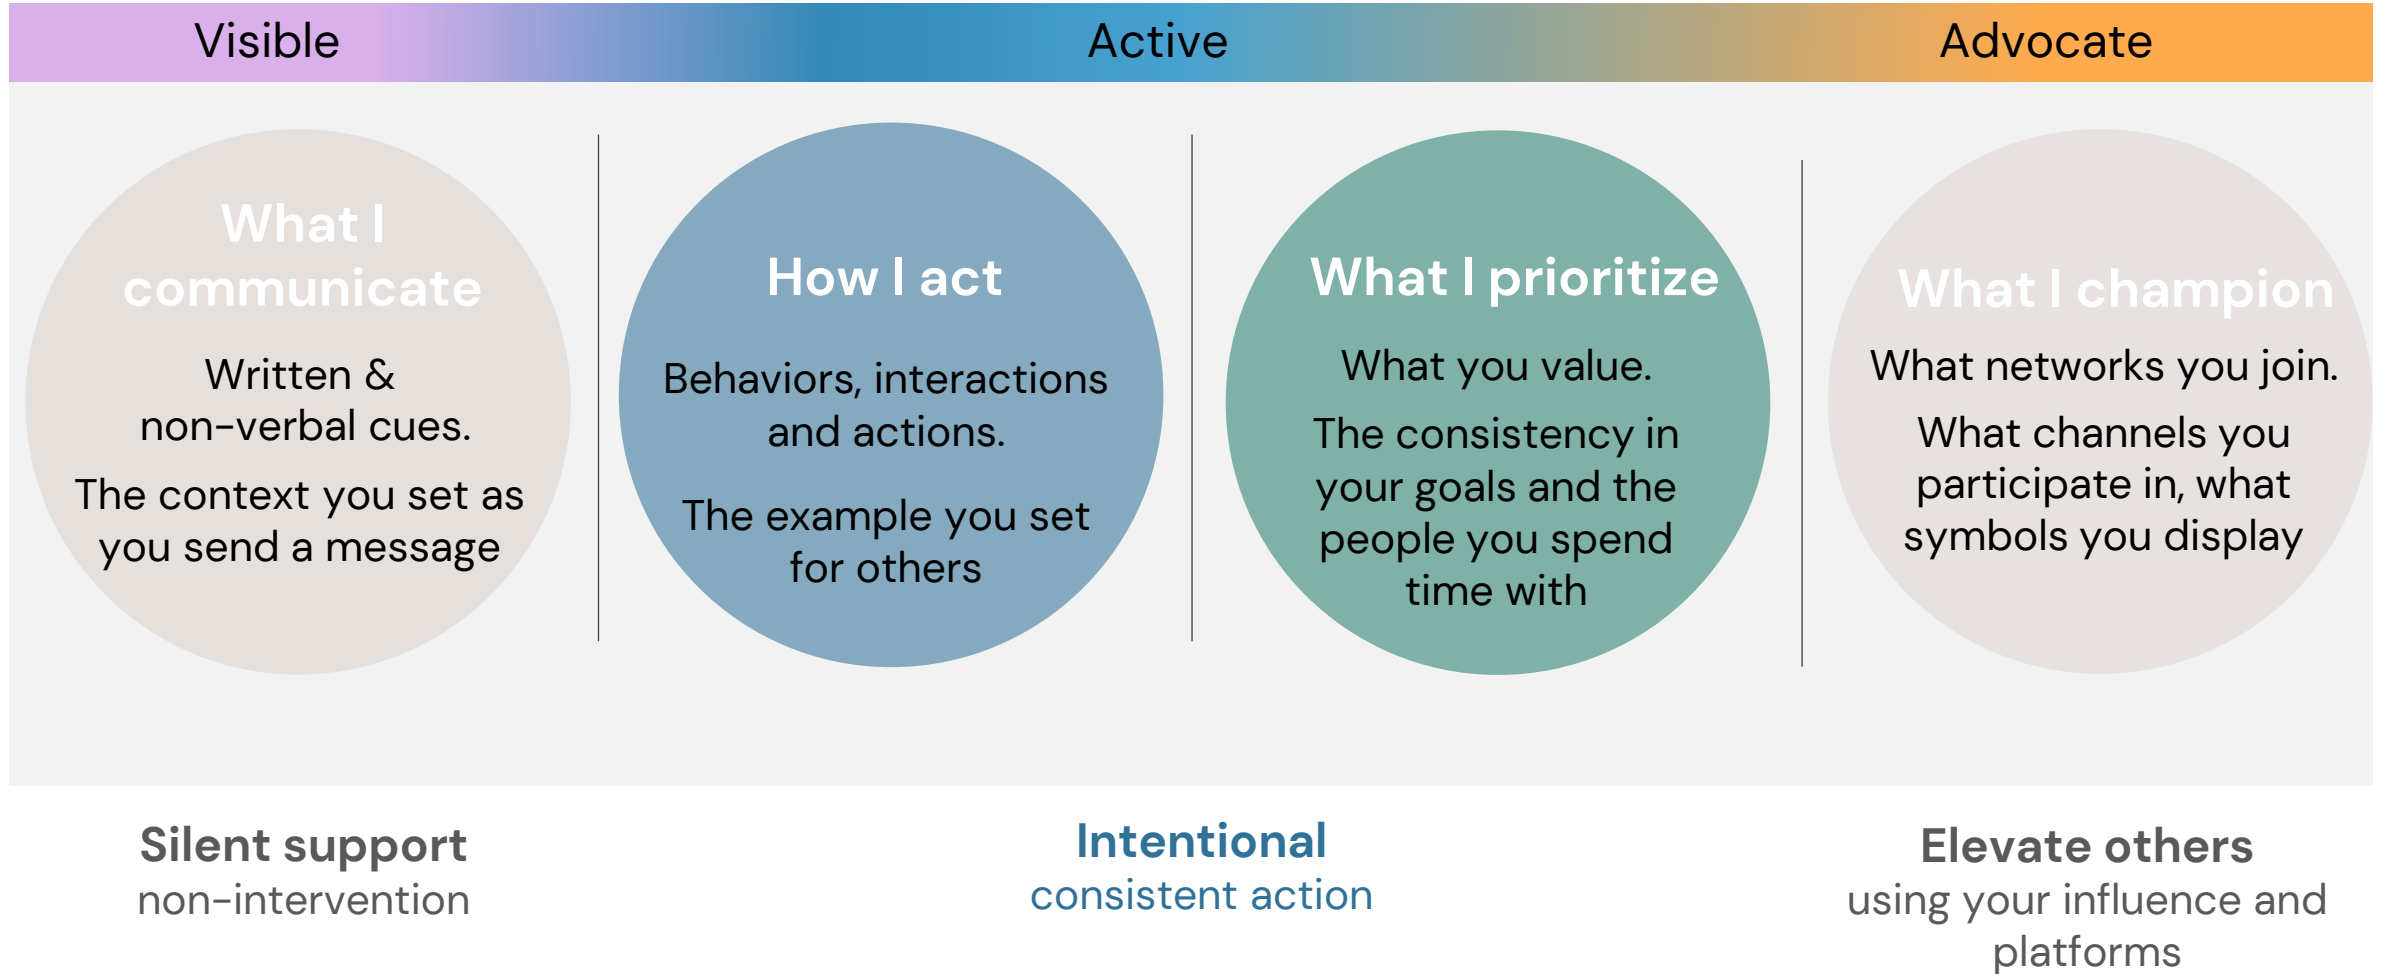 Visible
Active
Advocate
What I
communicate
Written &
non-verbal cues.
The context you set as
you send a message
How I act
Behaviors, interactions
and actions.
The example you set
for others
What I prioritize
What you value.
The consistency in
your goals and the
people you spend
time with
What I champion
What networks you join.
What channels you
participate in, what
symbols you display
Silent support
non-intervention
Intentional
consistent action
Elevate others
using your influence and
platforms